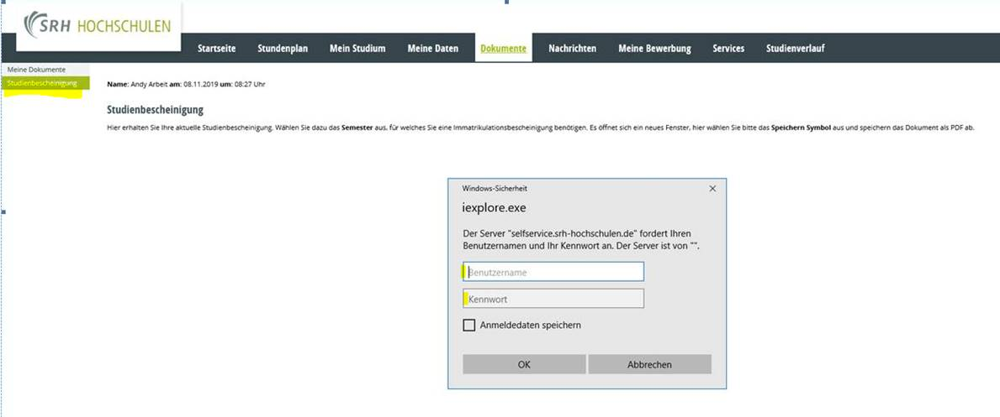 SRH HOCHSCHULEN
Startseite Stundenplan Mein Studium Meine Daten Dokumente Nachrichten Meine Bewerbung Services Studienverlauf
Meine Dokumente
Studienbescheinigung
Name: Andy Arbeit am: 08.11.2019 um: 08:27 Uhr
Studienbescheinigung
Hier erhalten Sie Ihre aktuelle Studienbescheinigung. Wählen Sie dazu das Semester aus, für welches Sie eine Immatrikulationsbescheinigung benötigen. Es öffnet sich ein neues Fenster, hier wählen Sie bitte das Speichern Symbol aus und speichern das Dokument als PDF ab.
Windows-Sicherheit
iexplore.exe
Der Server "selfservice.srh-hochschulen.de" fordert Ihren
Benutzernamen und Ihr Kennwort an. Der Server ist von "".
Benutzername
Kennwort
Anmeldedaten speichern
OK Abbrechen